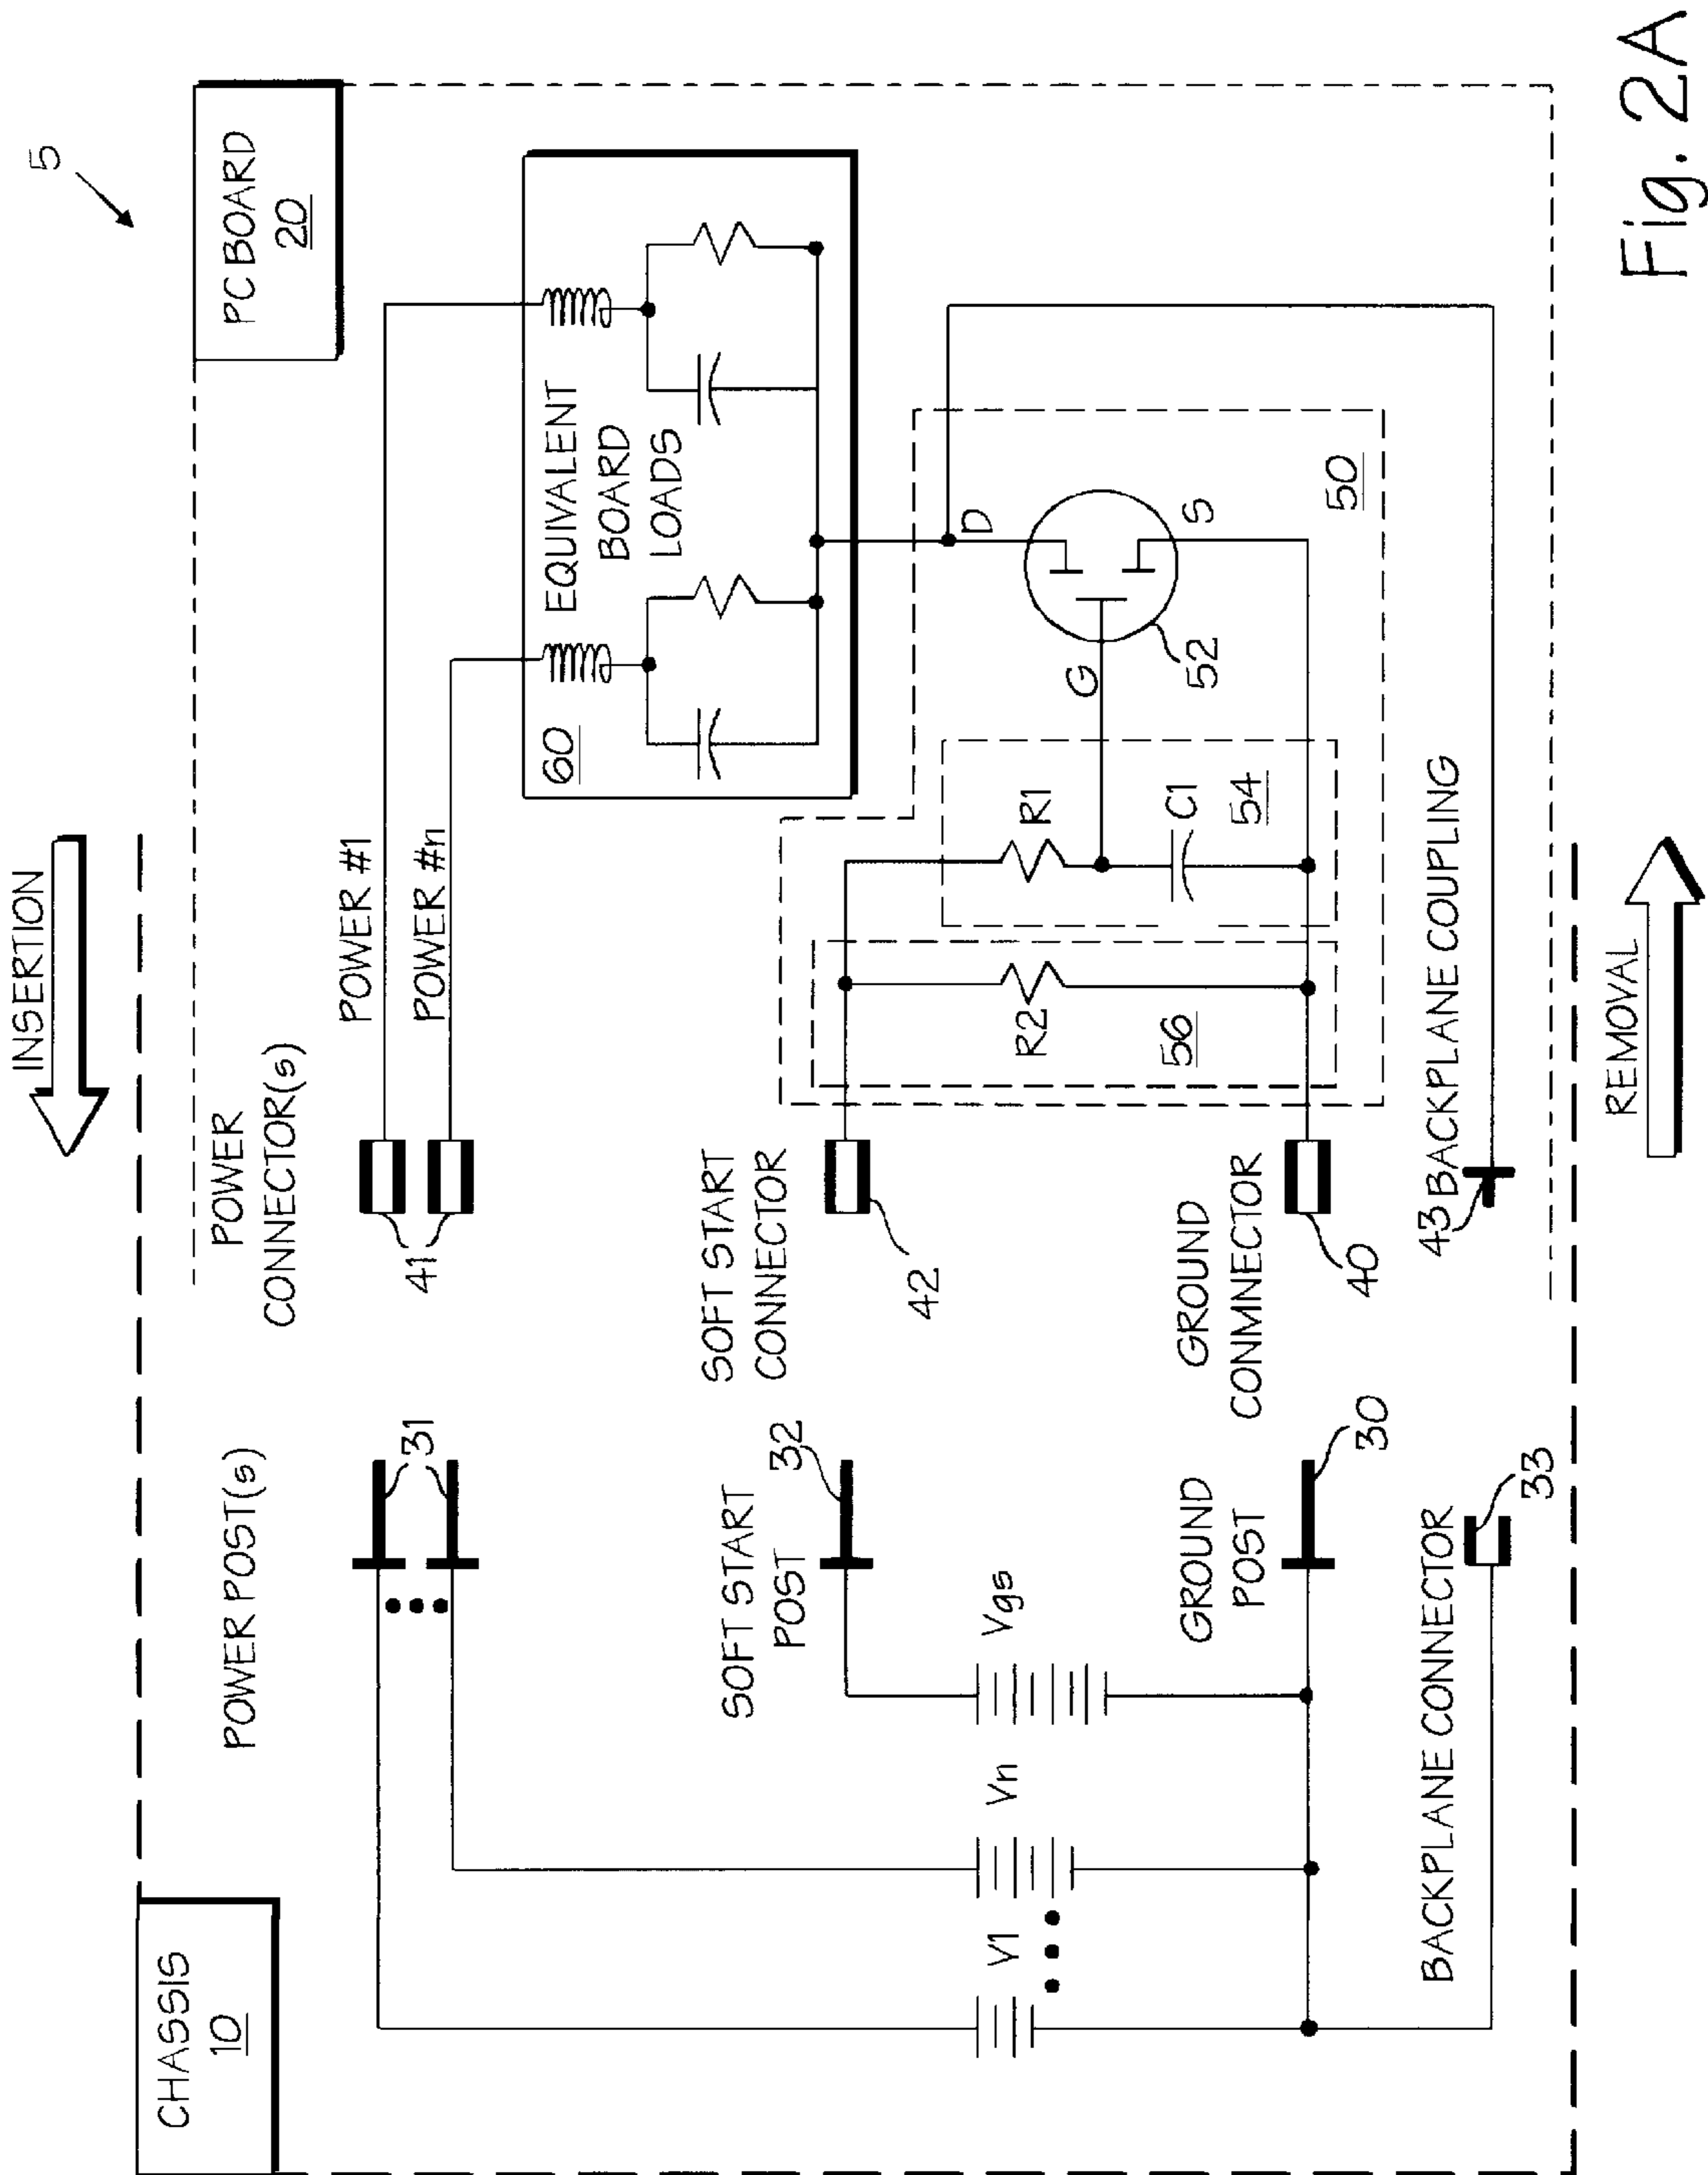 INSERTION
5
PC BOARD
20
CHASSIS
10
POWER POST(s)
31
POWER
CONNECTOR(s)
41
POWER #1
POWER #n
60
EQUIVALENT
BOARD
LOADS
SOFT START
POST
32
SOFT START
CONNECTOR
42
V1
Vn
Vgs
R2
56
R1
C1
54
G
D
S
52
50
GROUND
POST
30
GROUND
CONMNECTOR
40
BACKPLANE CONNECTOR
33
43
BACKPLANE COUPLING
REMOVAL
Fig. 2A